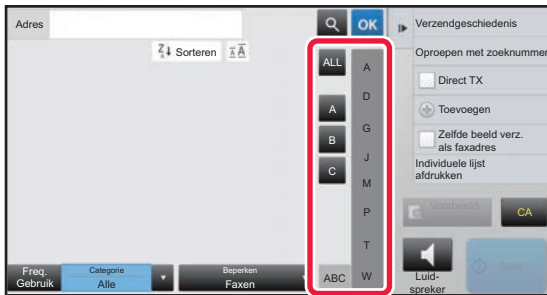 Adres
OK
Sorteren
ALL
A
B
C
ABC
A
D
G
J
M
P
T
W
Freq.
Gebruik
Categorie
Alle
Beperken
Faxen
Verzendgeschiedenis
Oproepen met zoeknummer
Direct TX
Toevoegen
Zelfde beeld verz.
als faxadres
Individuele lijst
afdrukken
Voorbeeld
CA
Luid-
spreker
Start